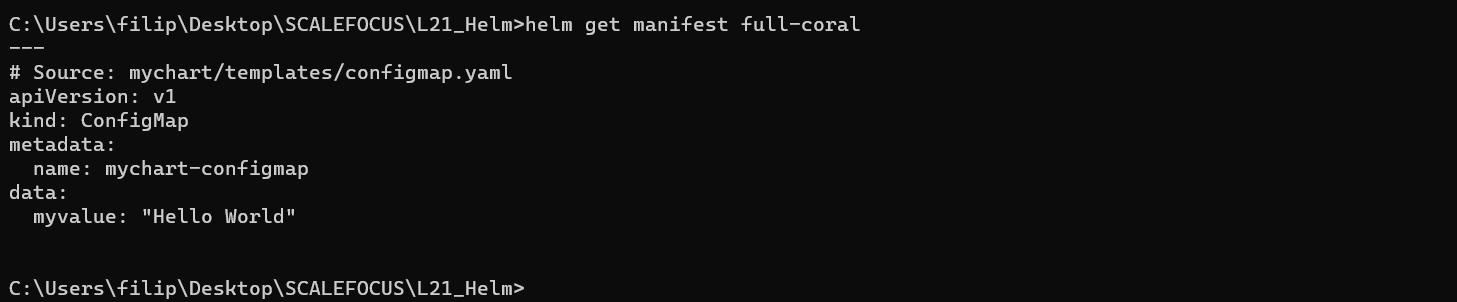 C:\Users\filip\Desktop\SCALEFOCUS\L21_Helm>helm get manifest full-coral
---
# Source: mychart/templates/configmap.yaml
apiVersion: v1
kind: ConfigMap
metadata:
  name: mychart-configmap
data:
  myvalue: "Hello World"
C:\Users\filip\Desktop\SCALEFOCUS\L21_Helm>